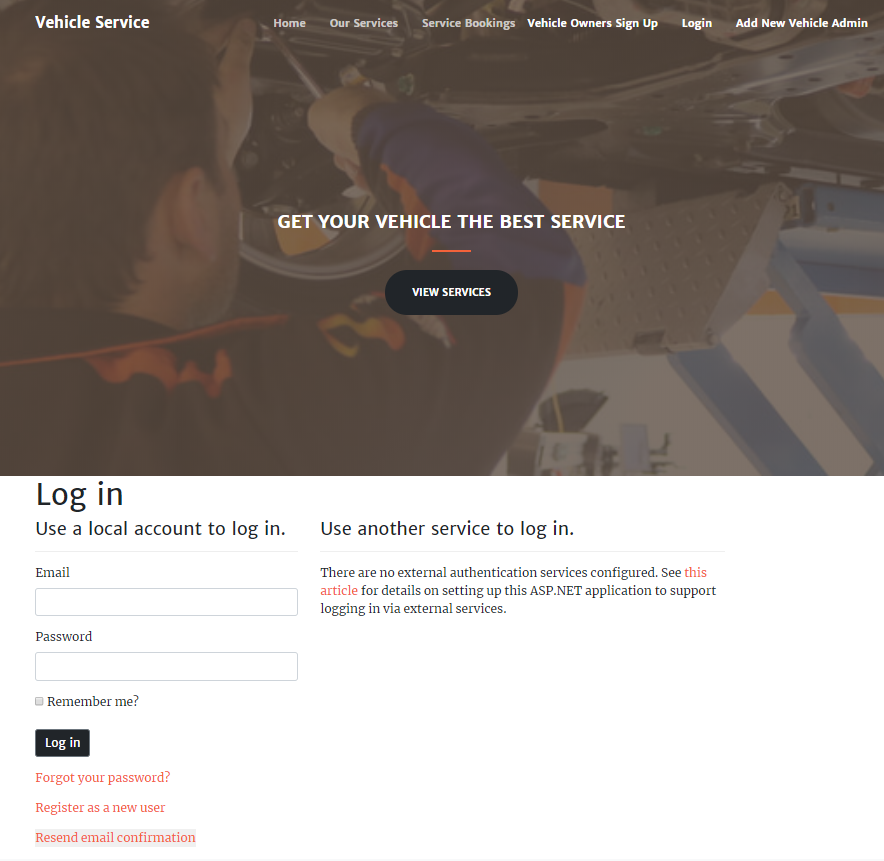 Vehicle Service Home Our Services Service Bookings Vehicle Owners Sign Up Login Add New Vehicle Admin
GET YOUR VEHICLE THE BEST SERVICE
VIEW SERVICES
Log in
Use a local account to log in.
Email
Password
Remember me?
Log in
Forgot your password?
Register as a new user
Resend email confirmation
Use another service to log in.
There are no external authentication services configured. See this
article for details on setting up this ASP.NET application to support
logging in via external services.